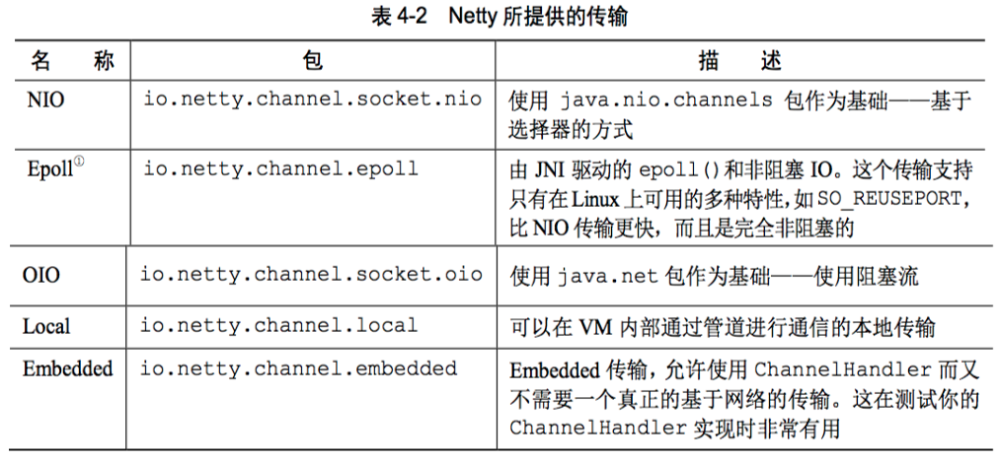 表 4-2 Netty 所提供的传输
名 称 包 描 述
NIO io.netty.channel.socket.nio 使用 java.nio.channels 包作为基础——基于
选择器的方式
Epoll① io.netty.channel.epoll 由 JNI 驱动的 epoll()和非阻塞 IO。这个传输支持
只有在 Linux 上可用的多种特性，如 SO_REUSEPORT，
比 NIO 传输更快，而且是完全非阻塞的
OIO io.netty.channel.socket.oio 使用 java.net 包作为基础——使用阻塞流
Local io.netty.channel.local 可以在 VM 内部通过管道进行通信的本地传输
Embedded io.netty.channel.embedded Embedded 传输，允许使用 ChannelHandler 而又
不需要一个真正的基于网络的传输。这在测试你的
ChannelHandler 实现时非常有用